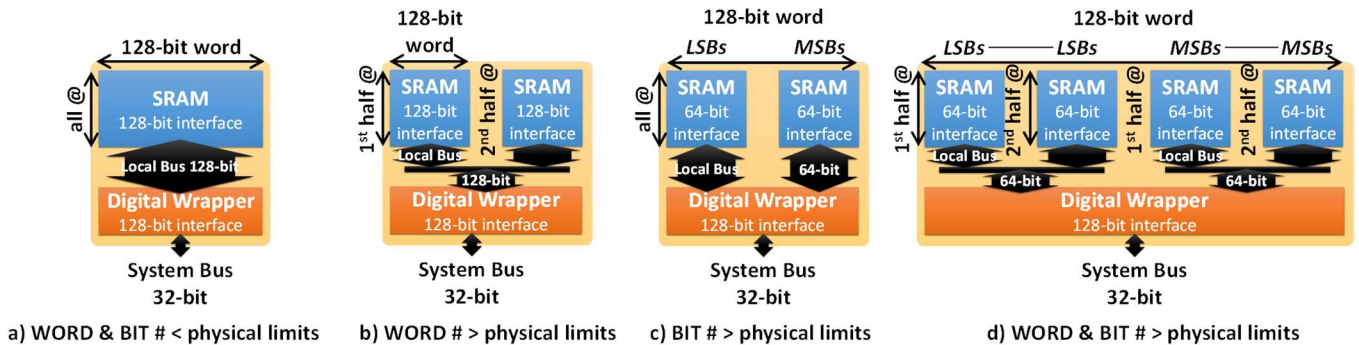 128-bit word
all @
SRAM
128-bit interface
Local Bus 128-bit
Digital Wrapper
128-bit interface
System Bus
32-bit
a) WORD & BIT # < physical limits
128-bit
word
1st half @
SRAM
128-bit
interface
2nd half @
SRAM
128-bit
interface
Local Bus
128-bit
Digital Wrapper
128-bit interface
System Bus
32-bit
b) WORD # > physical limits
128-bit word
LSBs
MSBs
all @
SRAM
64-bit
interface
SRAM
64-bit
interface
Local Bus
64-bit
Digital Wrapper
128-bit interface
System Bus
32-bit
c) BIT # > physical limits
128-bit word
LSBs
LSBs
MSBs
MSBs
1st half @
SRAM
64-bit
interface
2nd half @
SRAM
64-bit
interface
1st half @
SRAM
64-bit
interface
2nd half @
SRAM
64-bit
interface
Local Bus
64-bit
Local Bus
64-bit
Digital Wrapper
128-bit interface
System Bus
32-bit
d) WORD & BIT # > physical limits